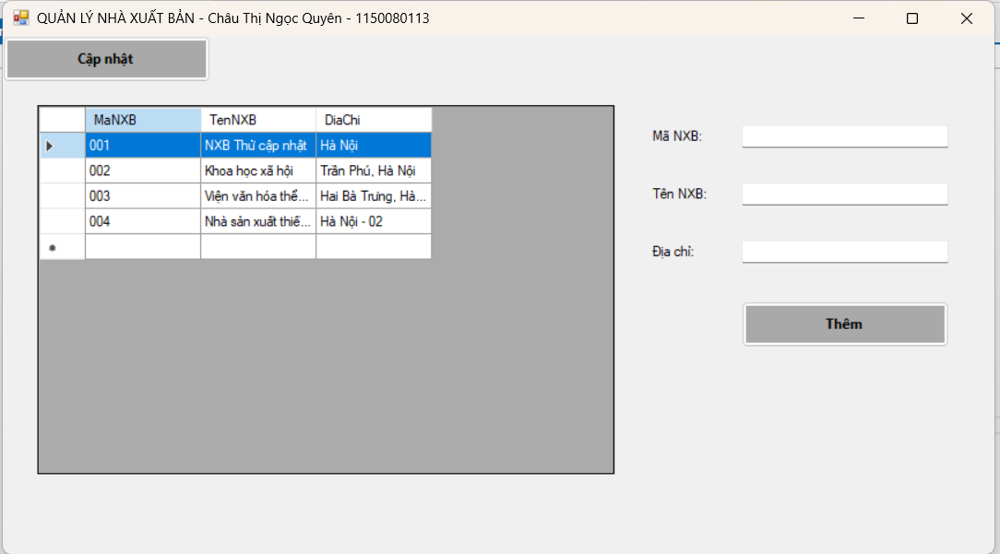 QUẢN LÝ NHÀ XUẤT BẢN - Châu Thị Ngọc Quyên - 1150080113
Cập nhật
MaNXB TenNXB DiaChi
001 NXB Thử cập nhật Hà Nội
002 Khoa học xã hội Trần Phú, Hà Nội
003 Viện văn hóa thể... Hai Bà Trưng, Hà...
004 Nhà sản xuất thiế... Hà Nội - 02
Mã NXB:
Tên NXB:
Địa chỉ:
Thêm